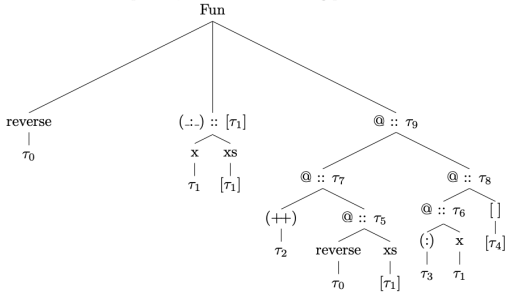 Fun
reverse (_:_) :: [τ₁] @ :: τ₉
τ₀ x xs @ :: τ₇ @ :: τ₈
τ₁ [τ₁] (++) @ :: τ₅ @ :: τ₆ [ ]
τ₂ reverse xs (:) x [τ₄]
τ₀ [τ₁] τ₃ τ₁